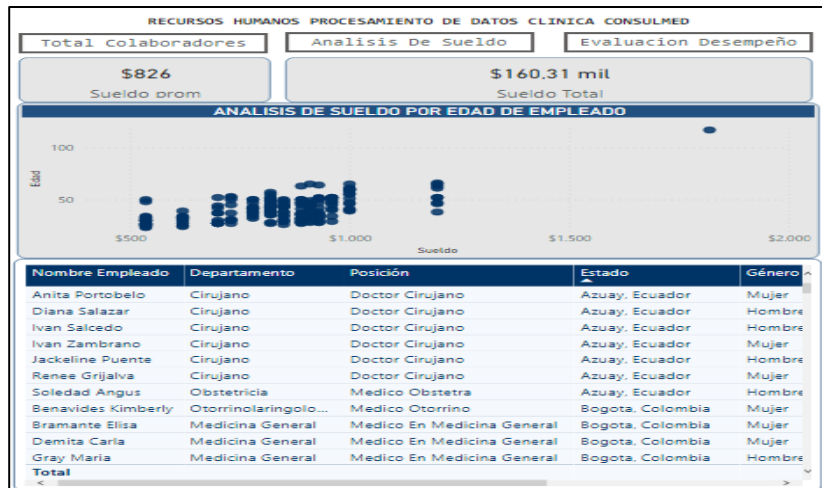 RECURSOS HUMANOS PROCESAMIENTO DE DATOS CLINICA CONSULMED
Total Colaboradores Analisis De Sueldo Evaluacion Desempeño
$826 $160,31 mil
Sueldo prom Sueldo Total
ANALISIS DE SUELDO POR EDAD DE EMPLEADO
100
Edad
50
$500 $1.000 $1.500 $2.000
Sueldo
Nombre Empleado Departamento Posición Estado Género
Anita Portobelo Cirujano Doctor Cirujano Azuay, Ecuador Mujer
Diana Salazar Cirujano Doctor Cirujano Azuay, Ecuador Hombre
Ivan Salcedo Cirujano Doctor Cirujano Azuay, Ecuador Hombre
Ivan Zambrano Cirujano Doctor Cirujano Azuay, Ecuador Mujer
Jackeline Puente Cirujano Doctor Cirujano Azuay, Ecuador Hombre
Renee Grijalva Cirujano Doctor Cirujano Azuay, Ecuador Mujer
Soledad Angus Obstetricia Medico Obstetra Azuay, Ecuador Hombre
Benavides Kimberly Otorrinolaringolo... Medico Otorrino Bogota, Colombia Mujer
Bramante Elisa Medicina General Medico En Medicina General Bogota, Colombia Mujer
Demita Carla Medicina General Medico En Medicina General Bogota, Colombia Mujer
Gray Maria Medicina General Medico En Medicina General Bogota, Colombia Hombre
Total